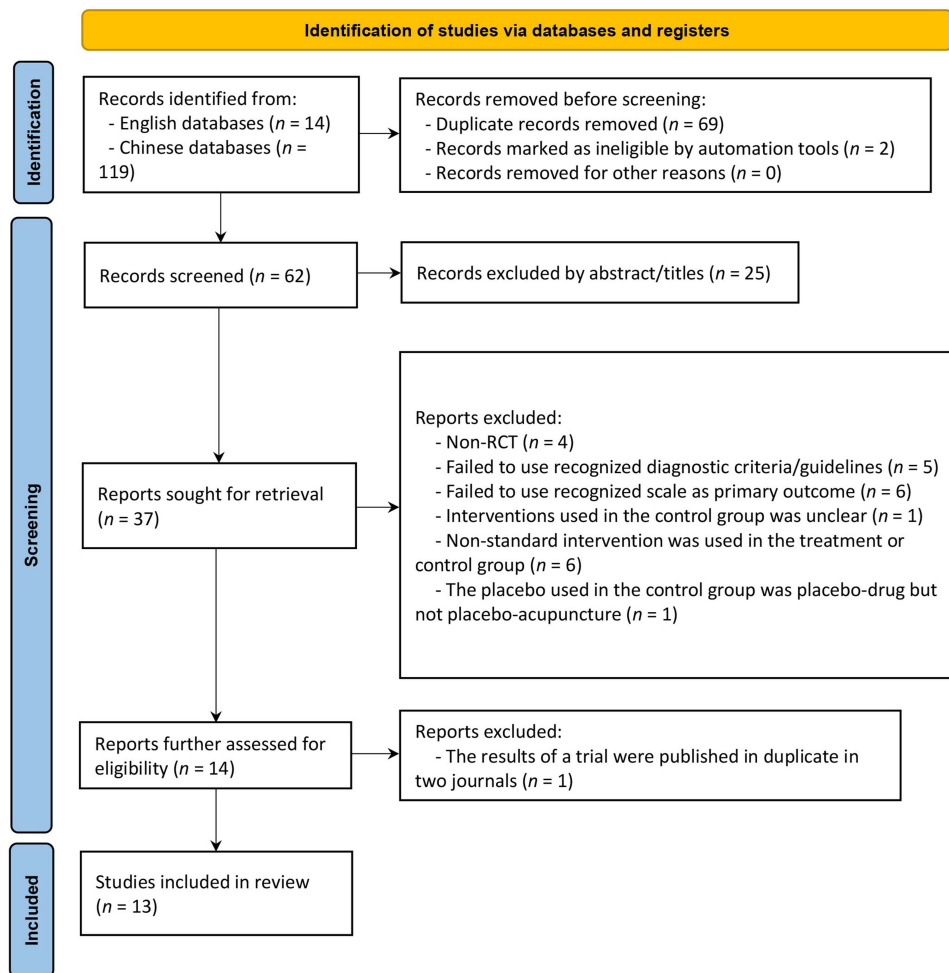 Identification of studies via databases and registers
Identification
Records identified from:
- English databases (n = 14)
- Chinese databases (n =
119)
Records removed before screening:
- Duplicate records removed (n = 69)
- Records marked as ineligible by automation tools (n = 2)
- Records removed for other reasons (n = 0)
Screening
Records screened (n = 62)
Records excluded by abstract/titles (n = 25)
Reports sought for retrieval
(n = 37)
Reports excluded:
- Non-RCT (n = 4)
- Failed to use recognized diagnostic criteria/guidelines (n = 5)
- Failed to use recognized scale as primary outcome (n = 6)
- Interventions used in the control group was unclear (n = 1)
- Non-standard intervention was used in the treatment or
control group (n = 6)
- The placebo used in the control group was placebo-drug but
not placebo-acupuncture (n = 1)
Reports further assessed for
eligibility (n = 14)
Reports excluded:
- The results of a trial were published in duplicate in
two journals (n = 1)
Included
Studies included in review
(n = 13)